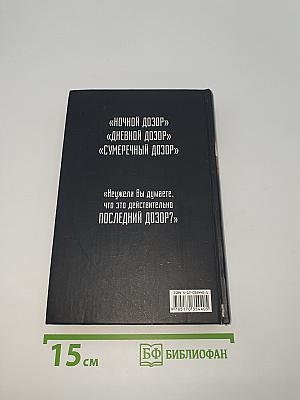 «НОЧНОЙ ДОЗОР»
«ДНЕВНОЙ ДОЗОР»
«СУМЕРЕЧНЫЙ ДОЗОР»
«Неужели Вы думаете,
что это действительно
ПОСЛЕДНИЙ ДОЗОР?»
15 см
БФ БИБЛИОФАН